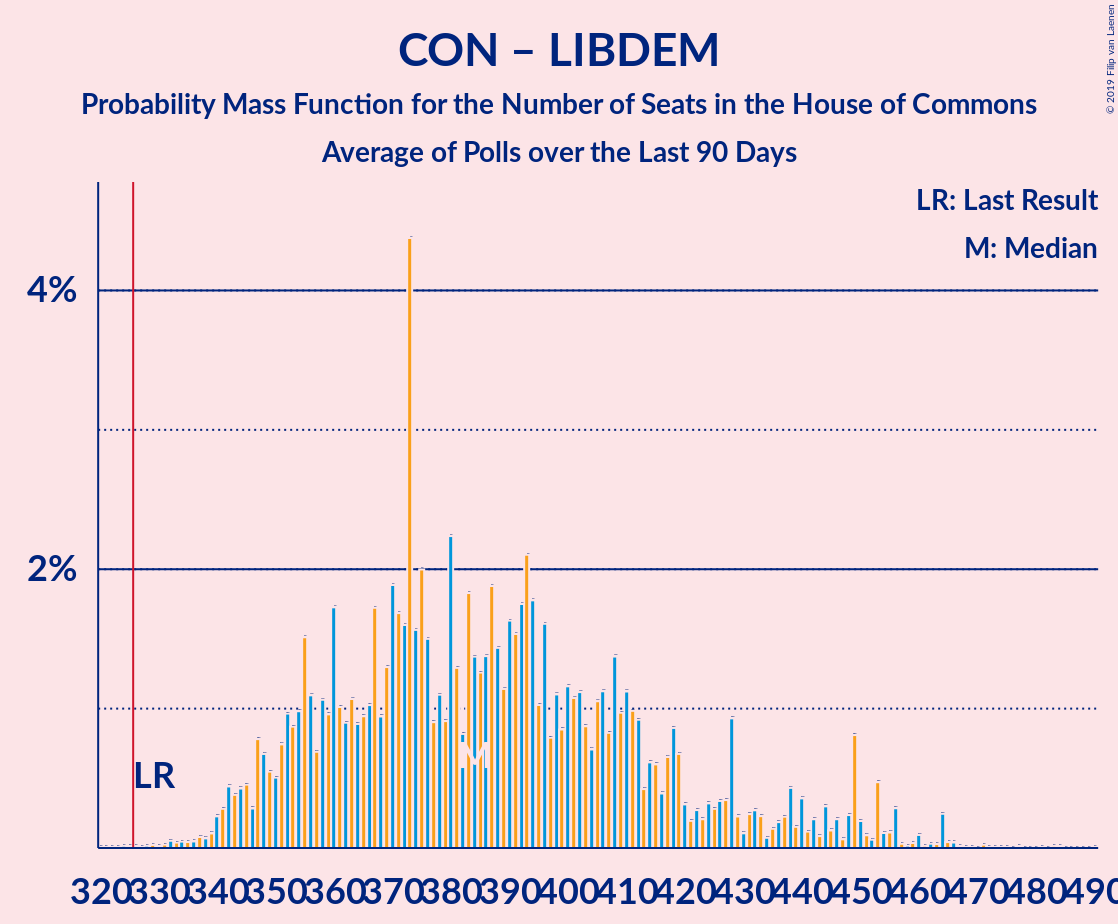 CON – LIBDEM
Probability Mass Function for the Number of Seats in the House of Commons
Average of Polls over the Last 90 Days
© 2019 Filip van Laenen
LR: Last Result
M: Median
4%
2%
LR
M
320 330 340 350 360 370 380 390 400 410 420 430 440 450 460 470 480 490